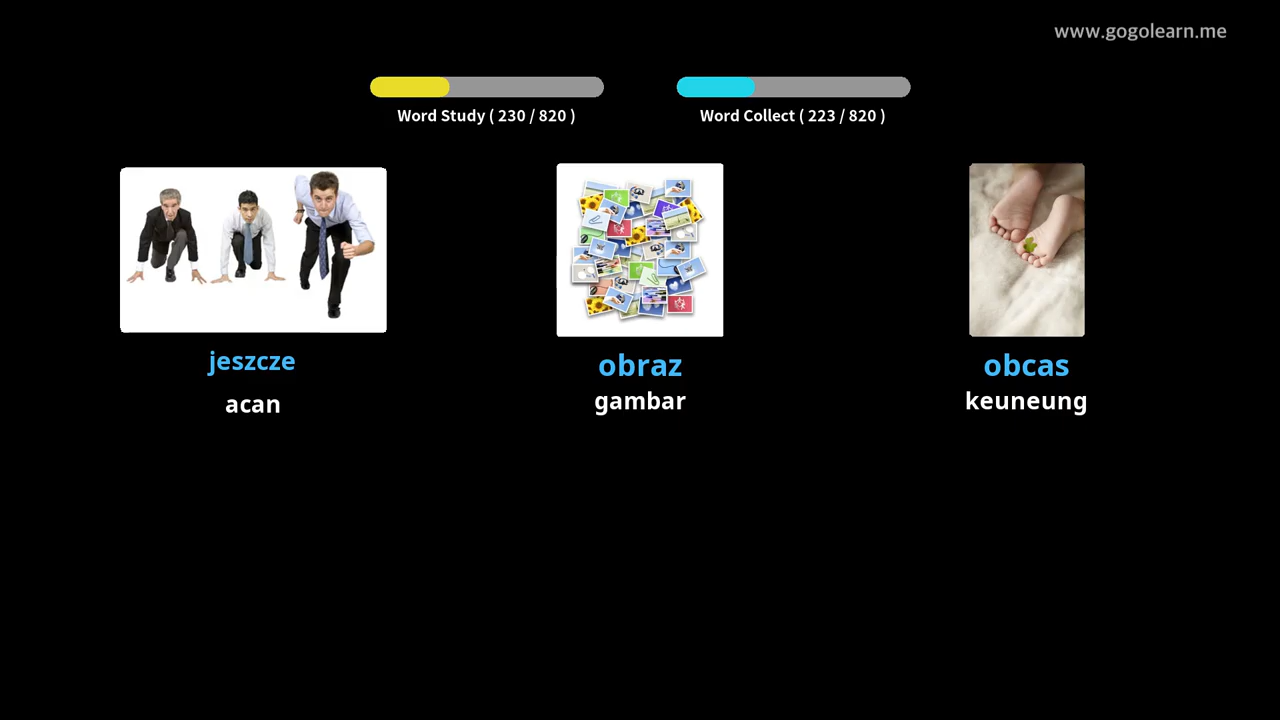 www.gogolearn.me
Word Study ( 230 / 820 )
Word Collect ( 223 / 820 )
jeszcze
acan
obraz
gambar
obcas
keuneung